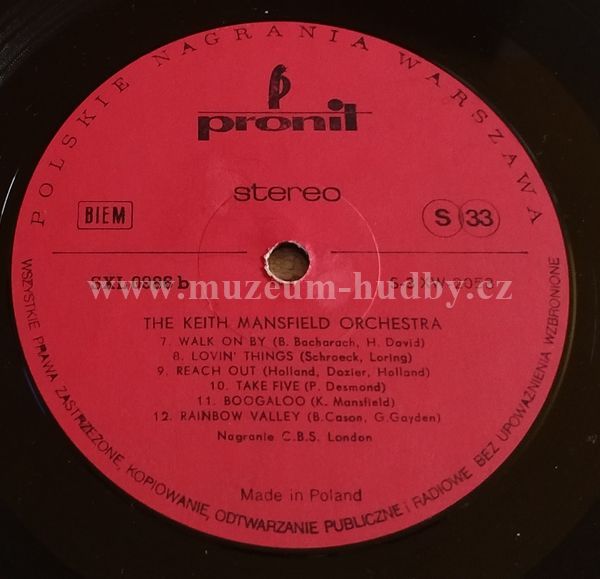 POLSKIE NAGRANIA WARSZAWA
pronit
stereo
BIEM
S 33
SXL 0988 b
www.muzeum-hudby.cz
THE KEITH MANSFIELD ORCHESTRA
7. WALK ON BY (B. Bacharach, H. David)
8. LOVIN' THINGS (Schroeck, Loring)
9. REACH OUT (Holland, Dozier, Holland)
10. TAKE FIVE (P. Desmond)
11. BOOGALOO (K. Mansfield)
12. RAINBOW VALLEY (B. Cason, G. Gayden)
Nagranie C.B.S. London
Made in Poland
WSZYSTKIE PRAWA ZASTRZEŻONE, KOPIOWANIE, ODTWARZANIE PUBLICZNE I RADIOWE BEZ UPOWAŻNIENIA WZBRONIONE